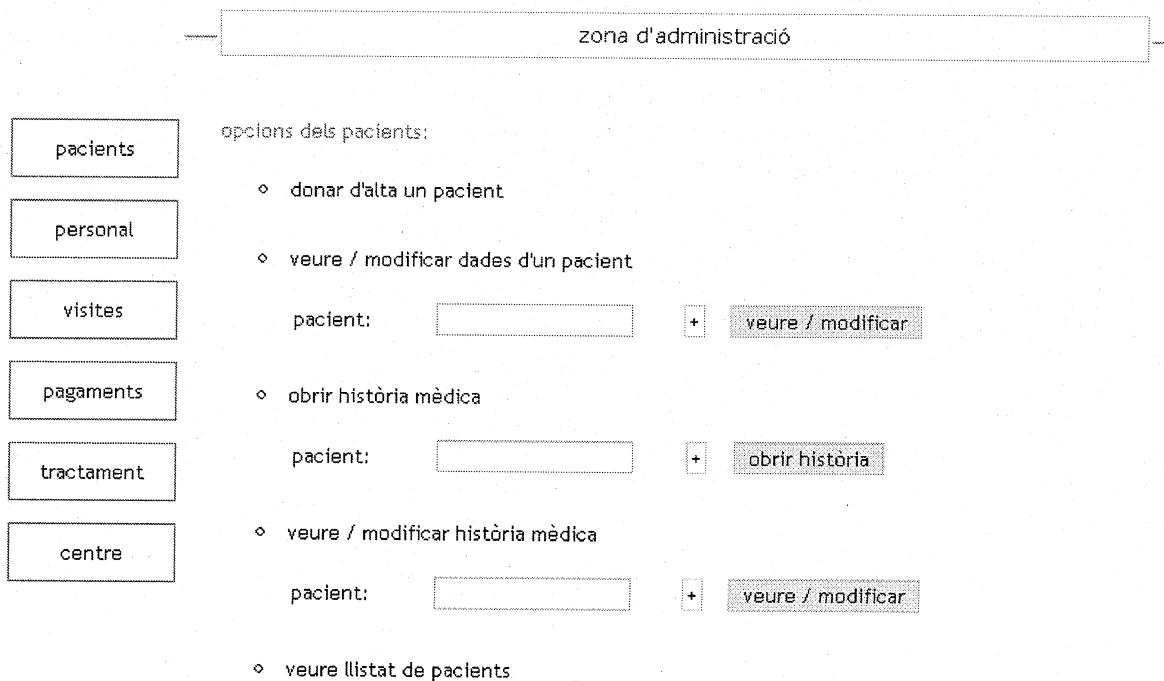 zona d'administració
pacients
personal
visites
pagaments
tractament
centre
opcions dels pacients:
donar d'alta un pacient
veure / modificar dades d'un pacient
pacient: + veure / modificar
obrir història mèdica
pacient: + obrir història
veure / modificar història mèdica
pacient: + veure / modificar
veure llistat de pacients